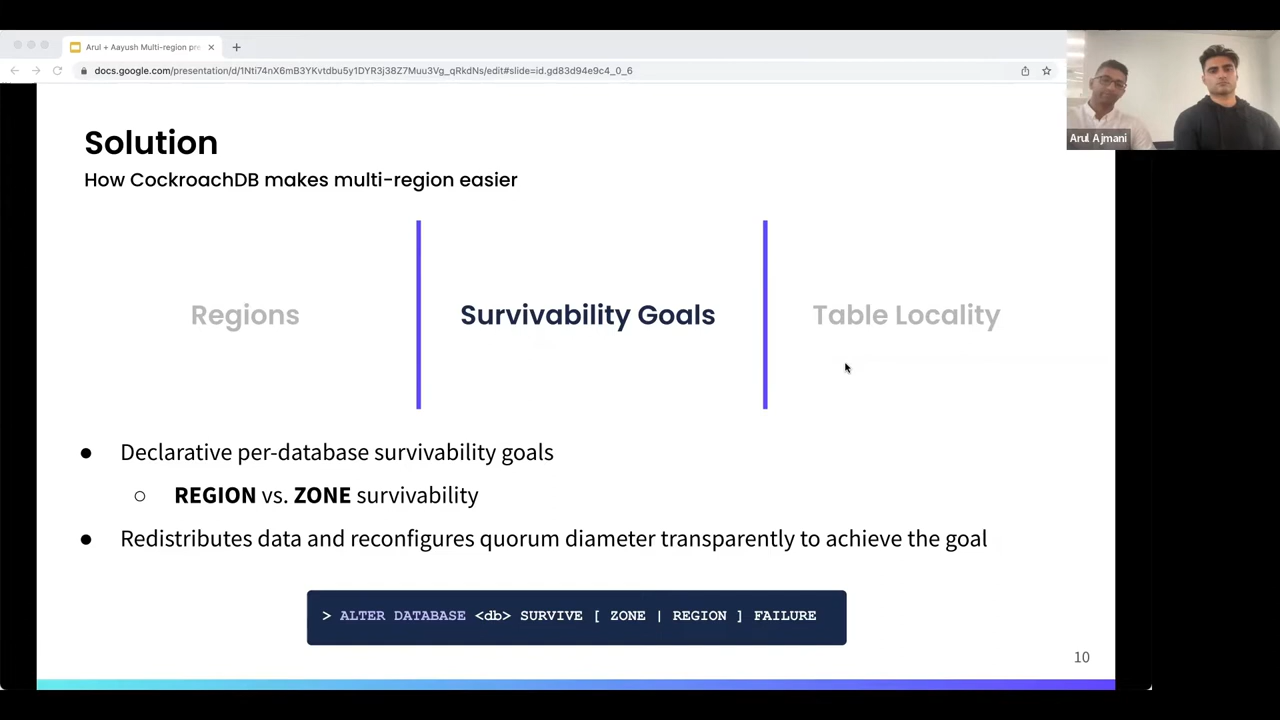 Arul + Aayush Multi-region pre
docs.google.com/presentation/d/1Nti74nX6mB3YKvtdbu5y1DYR3j38Z7Muu3Vg_qRkdNs/edit#slide=id.gd83d94e9c4_0_6
Arul Ajmani
Solution
How CockroachDB makes multi-region easier
Regions
Survivability Goals
Table Locality
● Declarative per-database survivability goals
○ REGION vs. ZONE survivability
● Redistributes data and reconfigures quorum diameter transparently to achieve the goal
> ALTER DATABASE <db> SURVIVE [ ZONE | REGION ] FAILURE
10